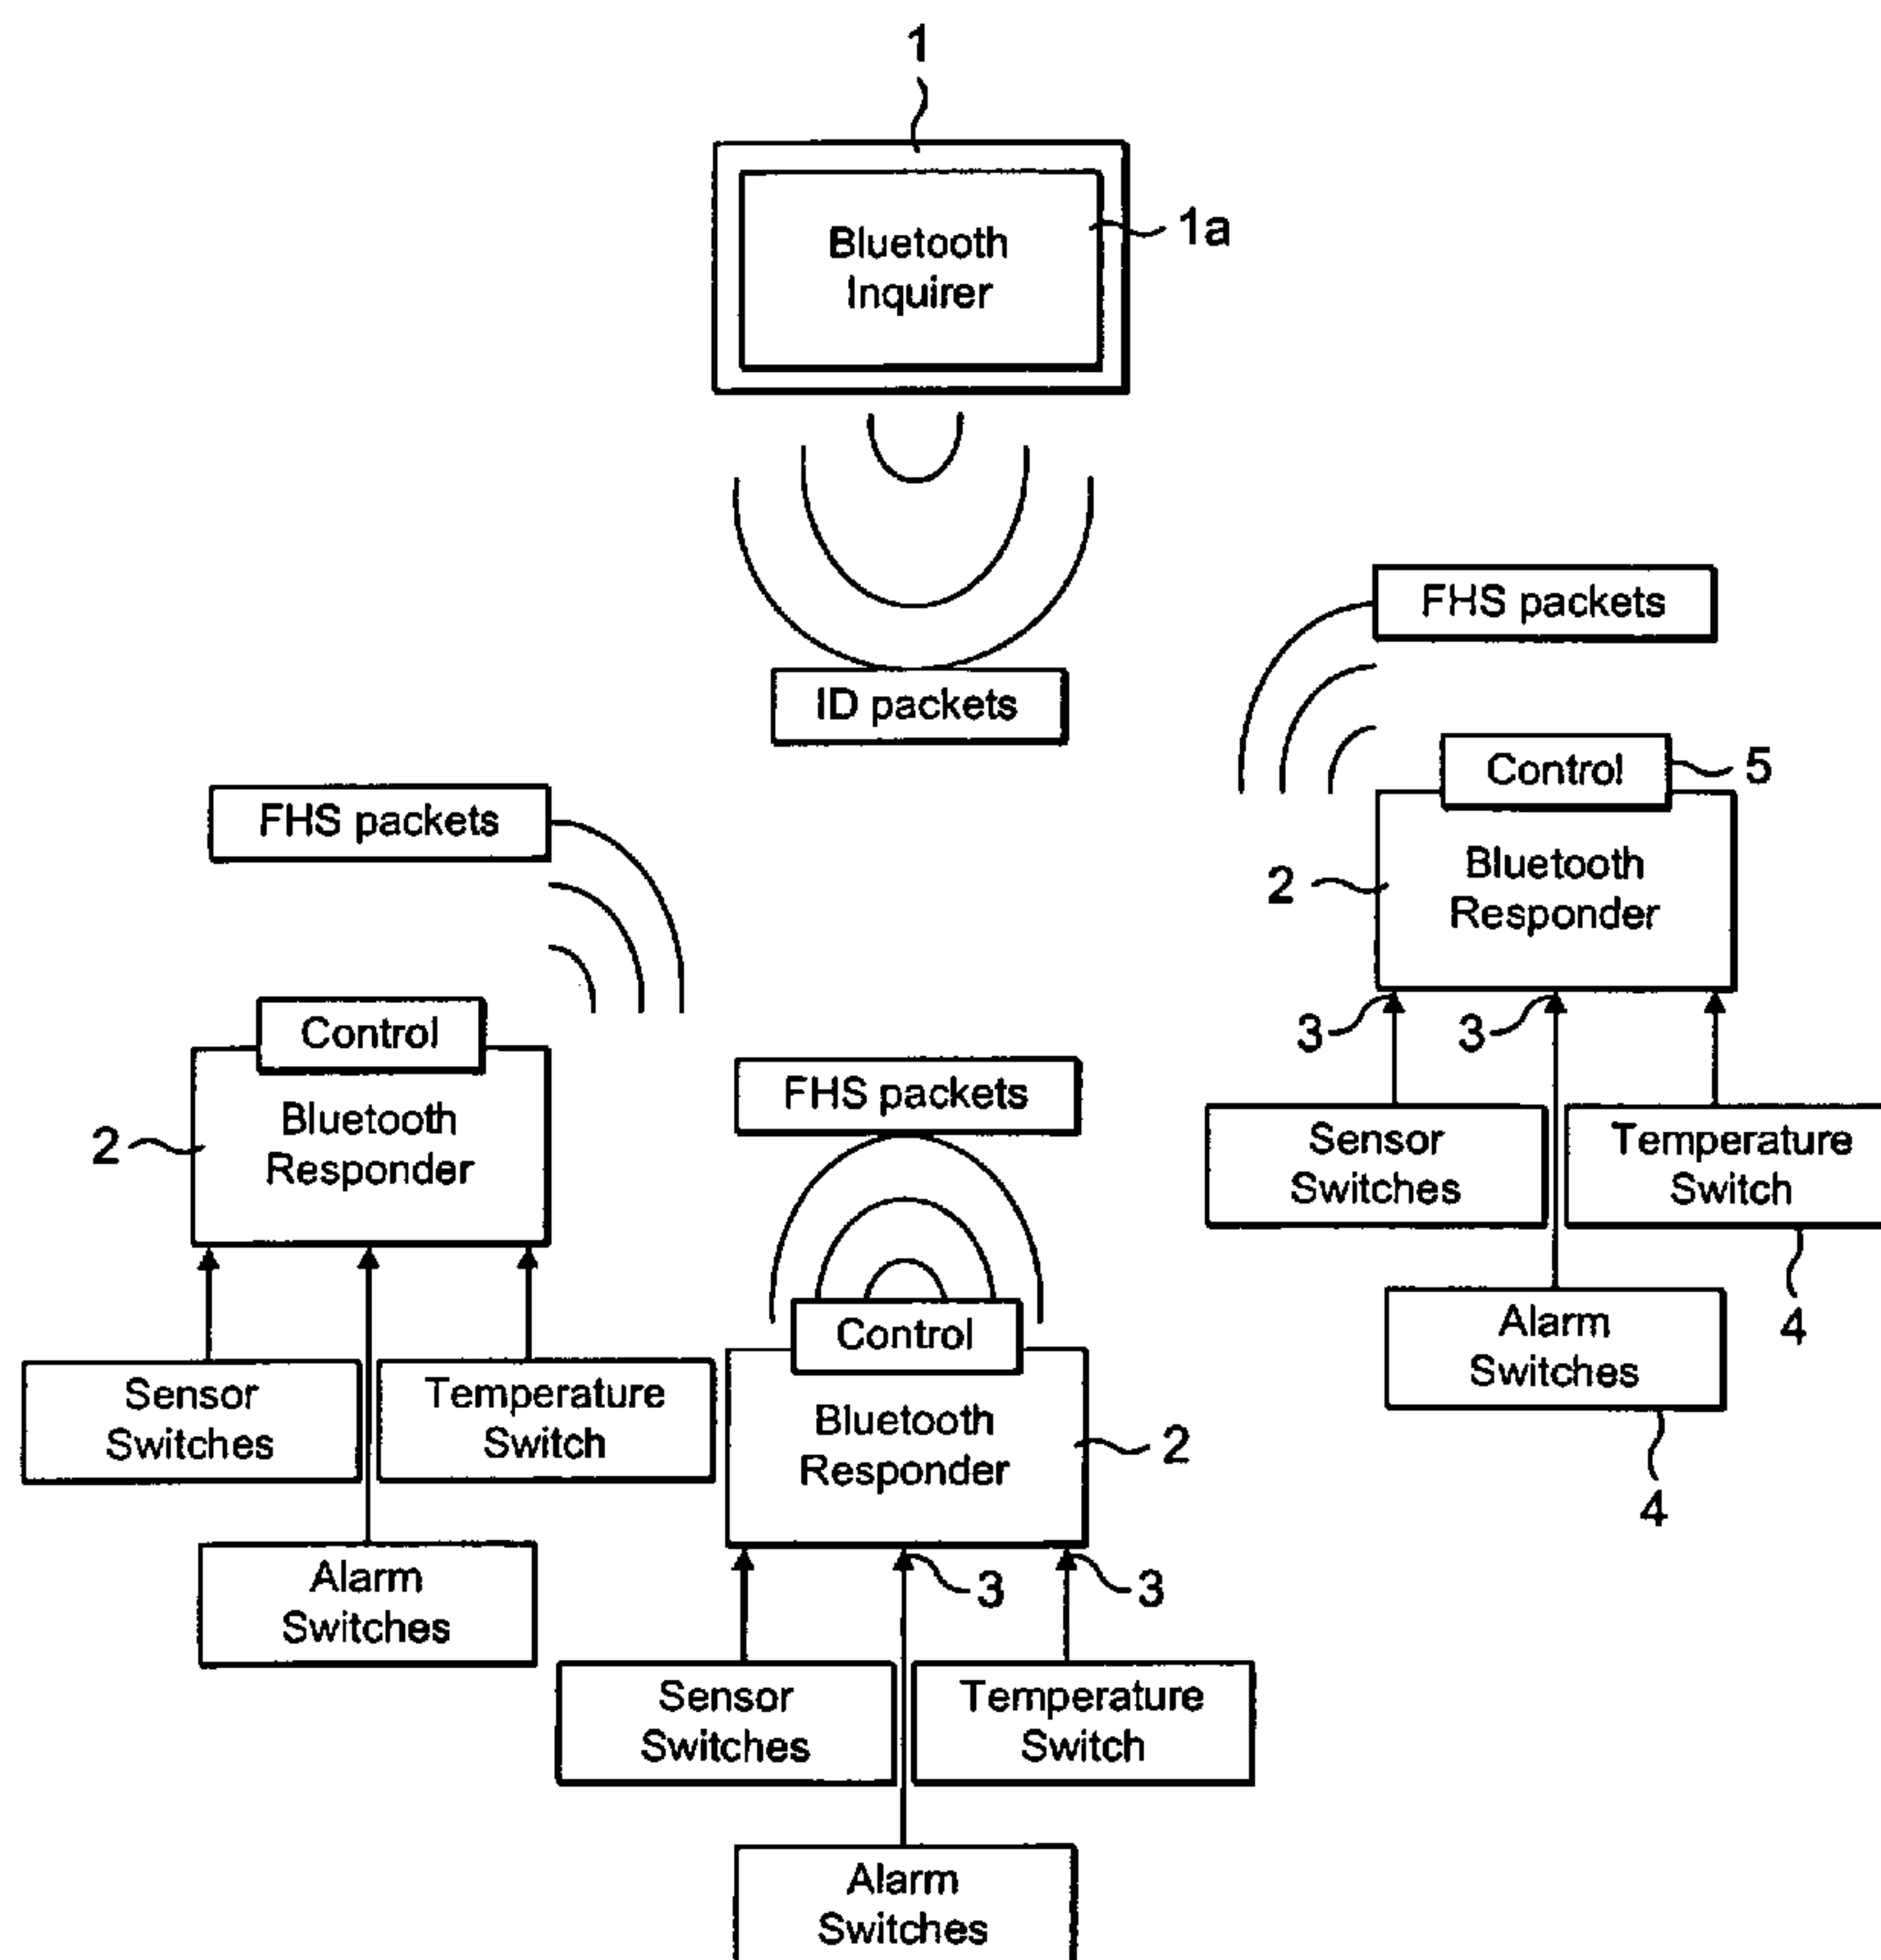 1
Bluetooth
Inquirer
1a
ID packets
FHS packets
Control
5
2
Bluetooth
Responder
3
3
Sensor
Switches
Temperature
Switch
4
Alarm
Switches
4
FHS packets
Control
2
Bluetooth
Responder
Sensor
Switches
Temperature
Switch
Alarm
Switches
FHS packets
Control
Bluetooth
Responder
2
3
3
Sensor
Switches
Temperature
Switch
Alarm
Switches